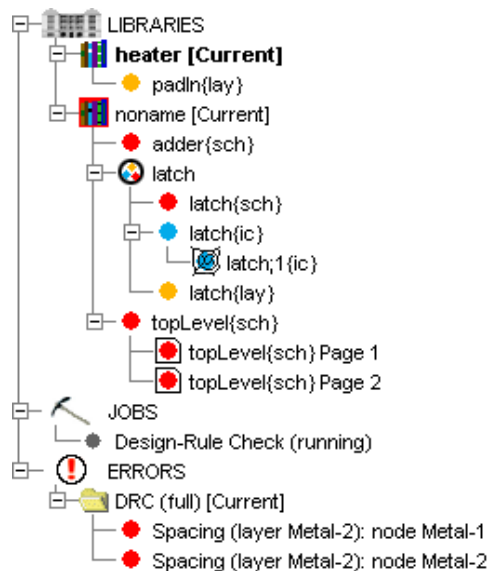 LIBRARIES
heater [Current]
padIn{lay}
noname [Current]
adder{sch}
latch
latch{sch}
latch{ic}
latch;1{ic}
latch{lay}
topLevel{sch}
topLevel{sch} Page 1
topLevel{sch} Page 2
JOBS
Design-Rule Check (running)
ERRORS
DRC (full) [Current]
Spacing (layer Metal-2): node Metal-1
Spacing (layer Metal-2): node Metal-2